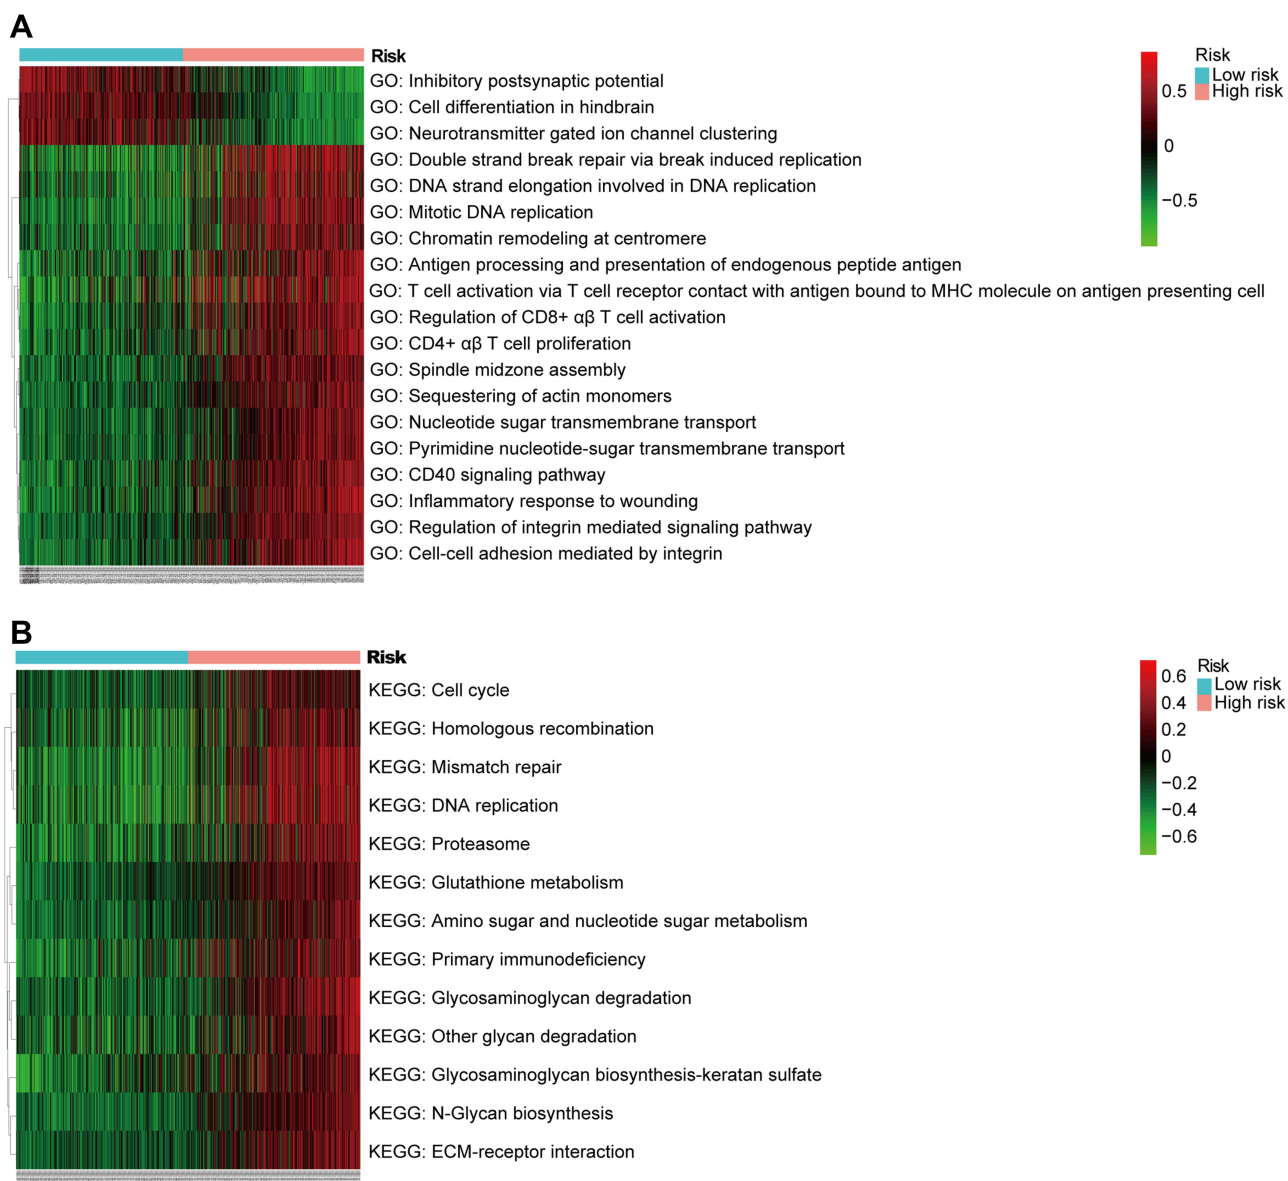 A
Risk
GO: Inhibitory postsynaptic potential
GO: Cell differentiation in hindbrain
GO: Neurotransmitter gated ion channel clustering
GO: Double strand break repair via break induced replication
GO: DNA strand elongation involved in DNA replication
GO: Mitotic DNA replication
GO: Chromatin remodeling at centromere
GO: Antigen processing and presentation of endogenous peptide antigen
GO: T cell activation via T cell receptor contact with antigen bound to MHC molecule on antigen presenting cell
GO: Regulation of CD8+ αβ T cell activation
GO: CD4+ αβ T cell proliferation
GO: Spindle midzone assembly
GO: Sequestering of actin monomers
GO: Nucleotide sugar transmembrane transport
GO: Pyrimidine nucleotide-sugar transmembrane transport
GO: CD40 signaling pathway
GO: Inflammatory response to wounding
GO: Regulation of integrin mediated signaling pathway
GO: Cell-cell adhesion mediated by integrin
0.5
0
−0.5
Risk
Low risk
High risk
B
Risk
KEGG: Cell cycle
KEGG: Homologous recombination
KEGG: Mismatch repair
KEGG: DNA replication
KEGG: Proteasome
KEGG: Glutathione metabolism
KEGG: Amino sugar and nucleotide sugar metabolism
KEGG: Primary immunodeficiency
KEGG: Glycosaminoglycan degradation
KEGG: Other glycan degradation
KEGG: Glycosaminoglycan biosynthesis-keratan sulfate
KEGG: N-Glycan biosynthesis
KEGG: ECM-receptor interaction
0.6
0.4
0.2
0
−0.2
−0.4
−0.6
Risk
Low risk
High risk